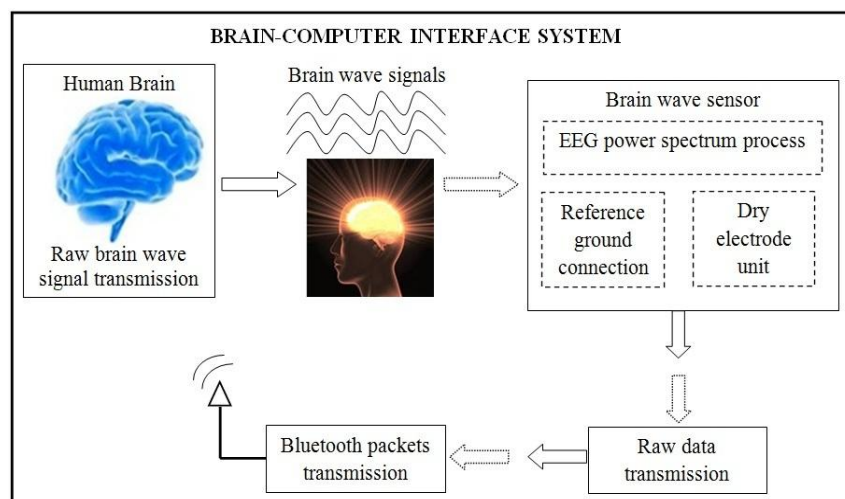 BRAIN-COMPUTER INTERFACE SYSTEM
Human Brain
Raw brain wave
signal transmission
Brain wave signals
Brain wave sensor
EEG power spectrum process
Reference
ground
connection
Dry
electrode
unit
Raw data
transmission
Bluetooth packets
transmission